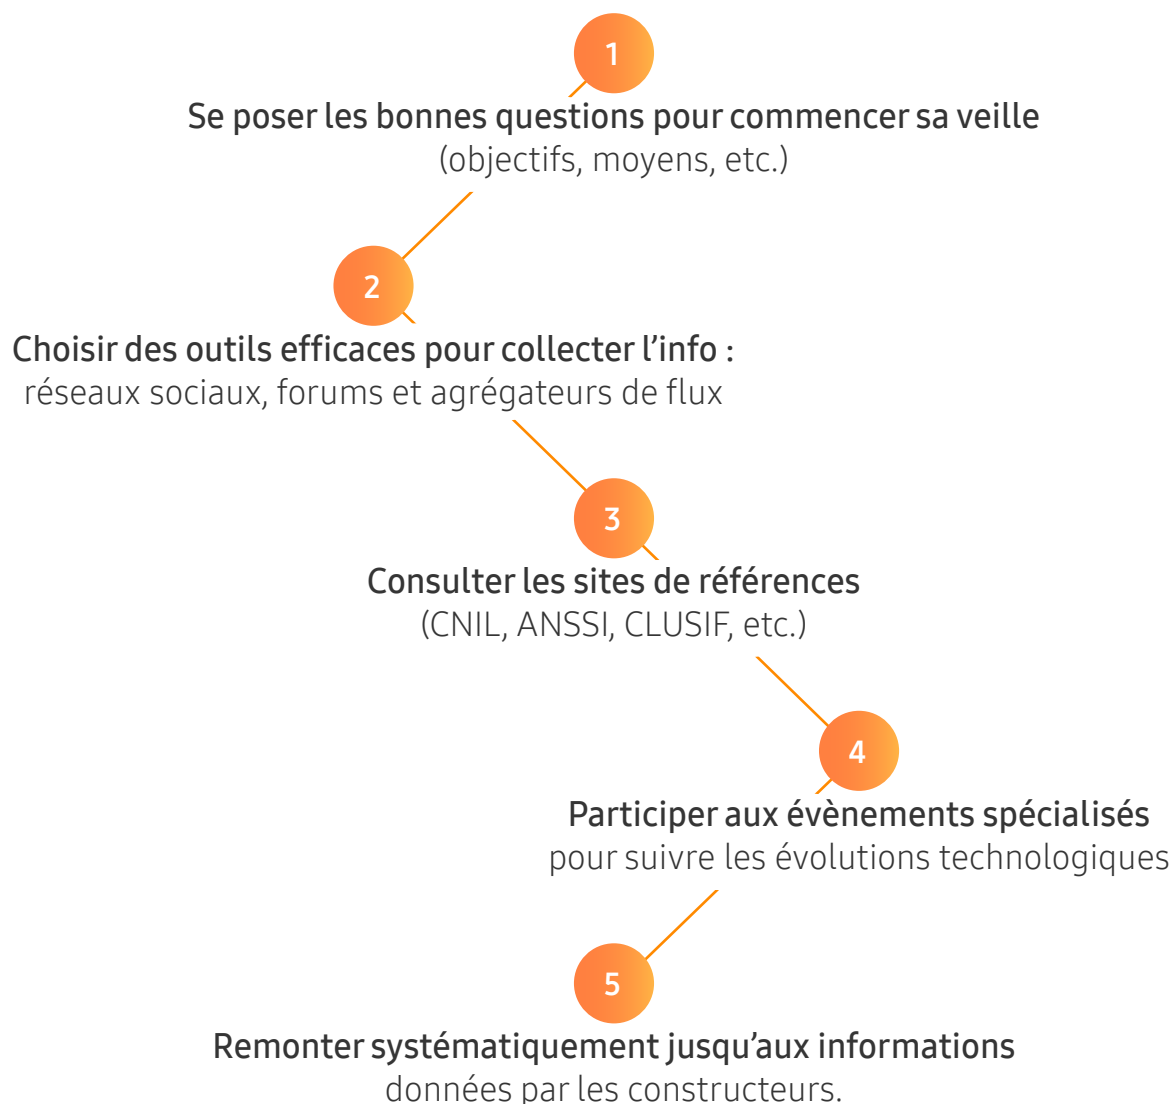 1
Se poser les bonnes questions pour commencer sa veille
(objectifs, moyens, etc.)
2
Choisir des outils efficaces pour collecter l’info :
réseaux sociaux, forums et agrégateurs de flux
3
Consulter les sites de références
(CNIL, ANSSI, CLUSIF, etc.)
4
Participer aux évènements spécialisés
pour suivre les évolutions technologiques
5
Remonter systématiquement jusqu’aux informations
données par les constructeurs.